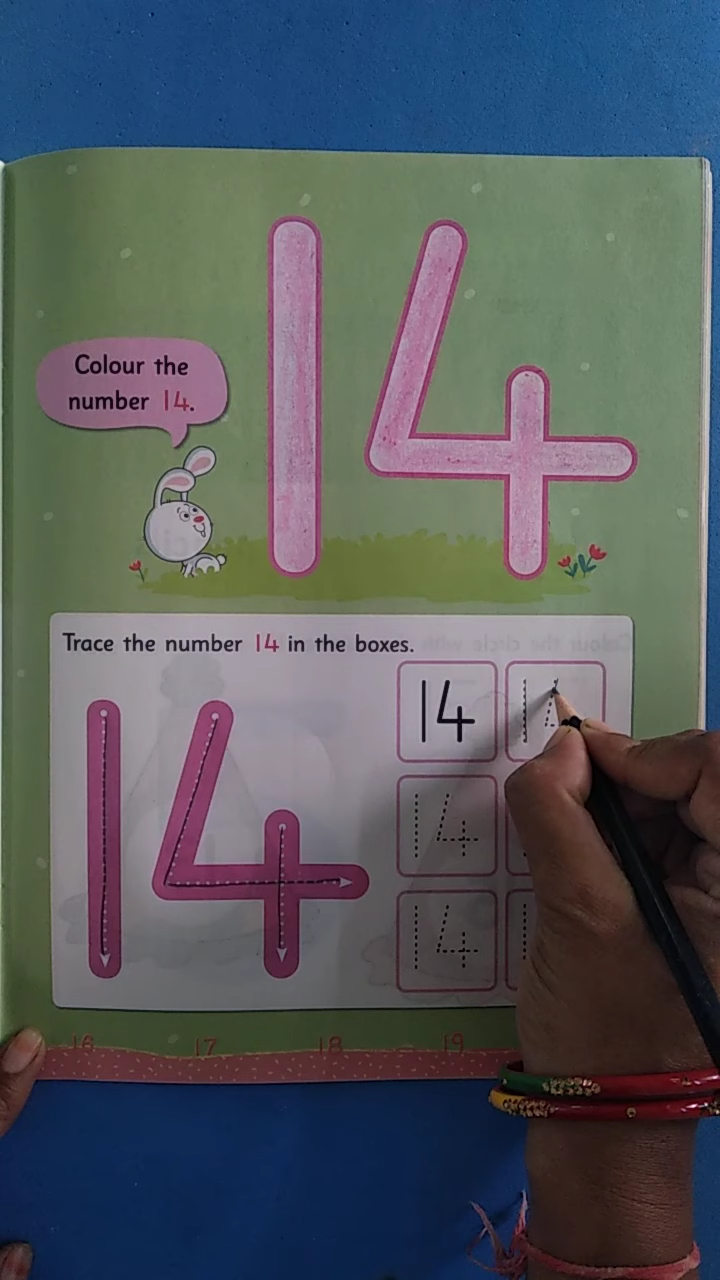 14
Colour the
number 14.
Trace the number 14 in the boxes.
14 14
14
14
14
16 17 18 19